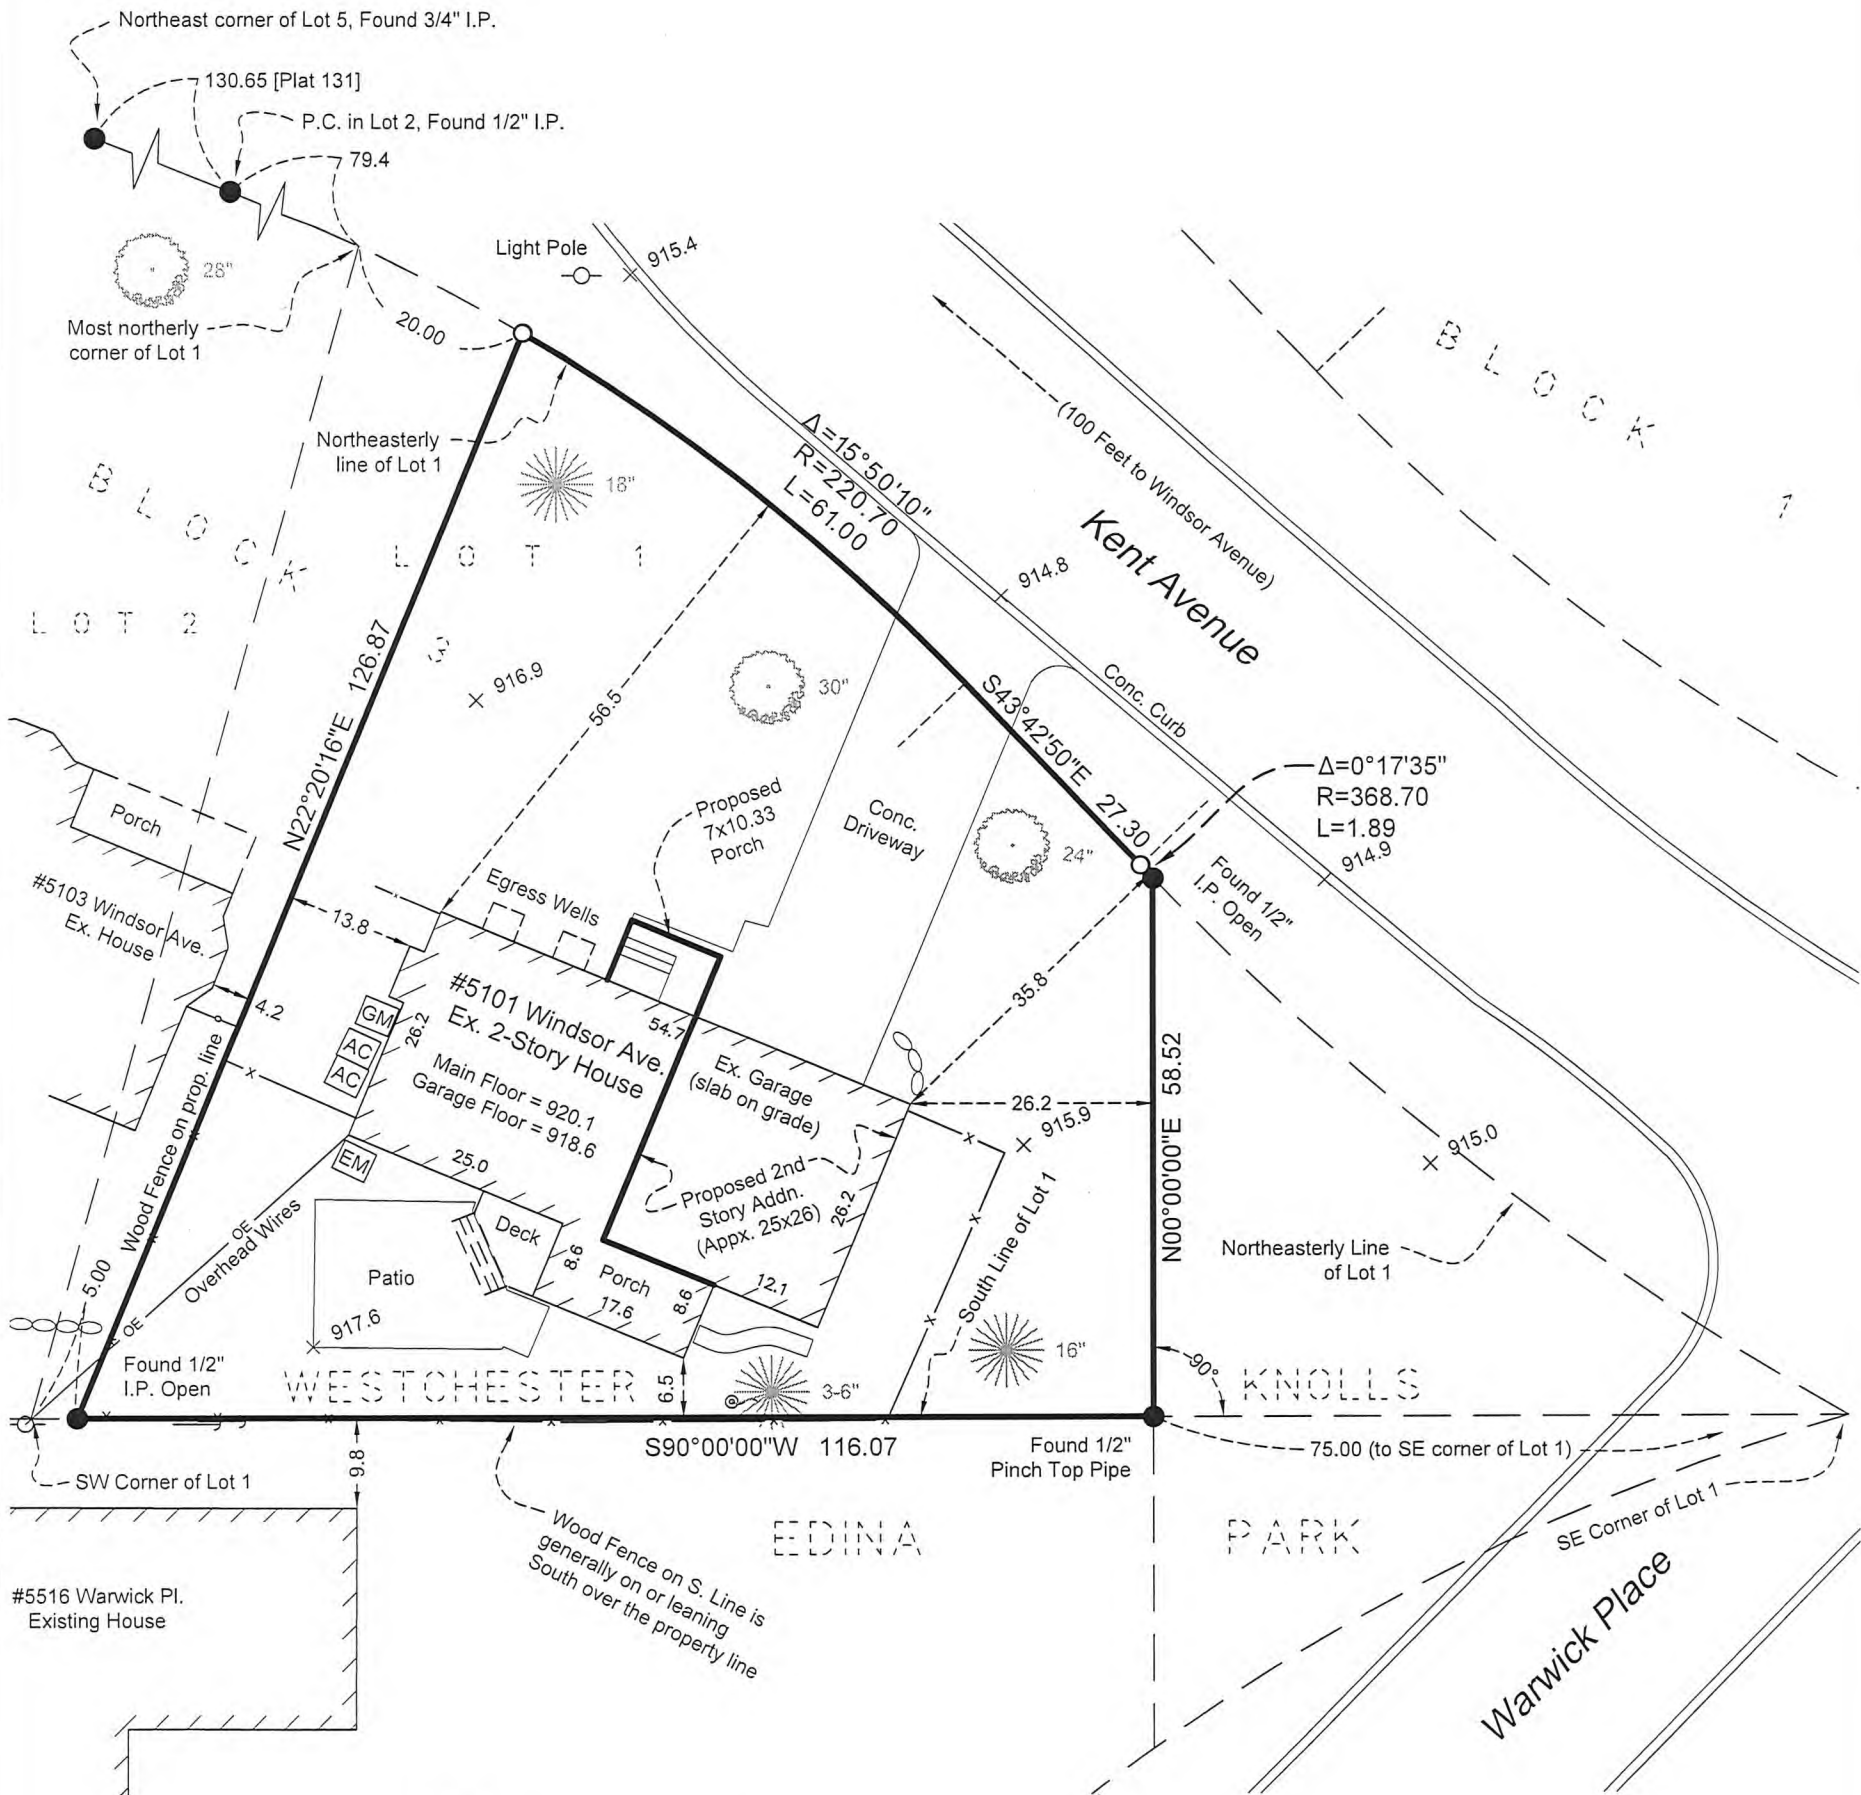 Northeast corner of Lot 5, Found 3/4" I.P.
130.65 [Plat 131]
P.C. in Lot 2, Found 1/2" I.P.
79.4
28"
Most northerly
corner of Lot 1
20.00
Light Pole
915.4
BLOCK 1
(100 Feet to Windsor Avenue)
Kent Avenue
Δ=15°50'10"
R=220.70
L=61.00
Northeasterly
line of Lot 1
18"
BLOCK 3
LOT 1
LOT 2
914.8
916.9
N22°20'16"E 126.87
56.5
30"
Conc. Curb
S43°42'50"E 27.30
Δ=0°17'35"
R=368.70
L=1.89
914.9
Proposed
7x10.33
Porch
Conc.
Driveway
24"
Found 1/2"
I.P. Open
Porch
#5103 Windsor Ave.
Ex. House
13.8
Egress Wells
4.2
GM
AC
AC
26.2
#5101 Windsor Ave.
Ex. 2-Story House
Main Floor = 920.1
Garage Floor = 918.6
54.7
Ex. Garage
(slab on grade)
35.8
26.2
915.9
N00°00'00"E 58.52
915.0
Wood Fence on prop. line
EM
25.0
Proposed 2nd
Story Addn.
(Appx. 25x26)
26.2
South Line of Lot 1
Northeasterly Line
of Lot 1
OE
Overhead Wires
OE
5.00
Deck
8.6
Patio
Porch
17.6
8.6
12.1
917.6
Found 1/2"
I.P. Open
WESTCHESTER
6.5
3-6"
16"
90°
KNOLLS
S90°00'00"W 116.07
Found 1/2"
Pinch Top Pipe
75.00 (to SE corner of Lot 1)
SW Corner of Lot 1
9.8
SE Corner of Lot 1
Wood Fence on S. Line is
generally on or leaning
South over the property line
EDINA
PARK
#5516 Warwick Pl.
Existing House
Warwick Place